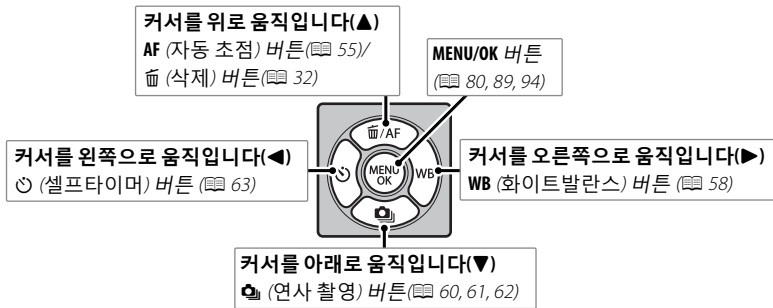 커서를 위로 움직입니다(▲)
AF (자동 초점) 버튼(📖 55)/
🗑 (삭제) 버튼(📖 32)
MENU/OK 버튼
(📖 80, 89, 94)
🗑/AF
커서를 왼쪽으로 움직입니다(◀)
⏱ (셀프타이머) 버튼 (📖 63)
MENU
OK
WB
커서를 오른쪽으로 움직입니다(▶)
WB (화이트발란스) 버튼 (📖 58)
커서를 아래로 움직입니다(▼)
(연사 촬영) 버튼(📖 60, 61, 62)